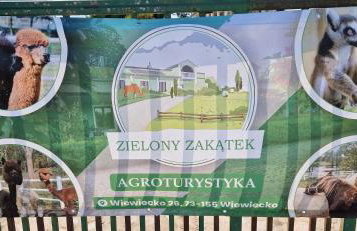 ZIELONY ZAKĄTEK
AGROTURYSTYKA
Wiewiecko 26, 73-155 Wiewiecko